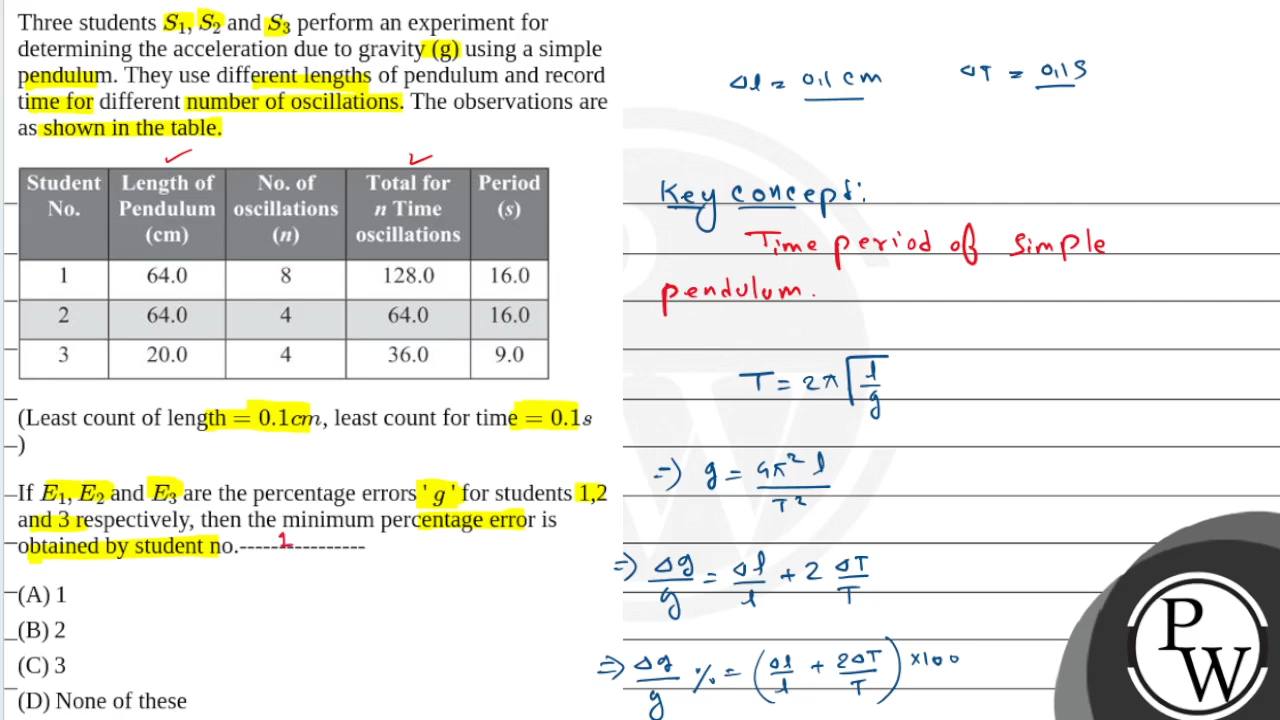 Three students S₁, S₂ and S₃ perform an experiment for
determining the acceleration due to gravity (g) using a simple
pendulum. They use different lengths of pendulum and record
time for different number of oscillations. The observations are
as shown in the table.
Student No. | Length of Pendulum (cm) | No. of oscillations (n) | Total for n Time oscillations | Period (s)
1 | 64.0 | 8 | 128.0 | 16.0
2 | 64.0 | 4 | 64.0 | 16.0
3 | 20.0 | 4 | 36.0 | 9.0
(Least count of length = 0.1cm, least count for time = 0.1s
)
If E₁, E₂ and E₃ are the percentage errors ' g ' for students 1,2
and 3 respectively, then the minimum percentage error is
obtained by student no.-----1-------------
(A) 1
(B) 2
(C) 3
(D) None of these
Δl = 0.1 cm ΔT = 0.1 S
Key concept:
Time period of simple
pendulum.
T = 2π√(l/g)
⇒ g = 4π² l / T²
⇒ Δg/g = Δl/l + 2 ΔT/T
⇒ Δg/g % = (Δl/l + 2ΔT/T) ×100
PW